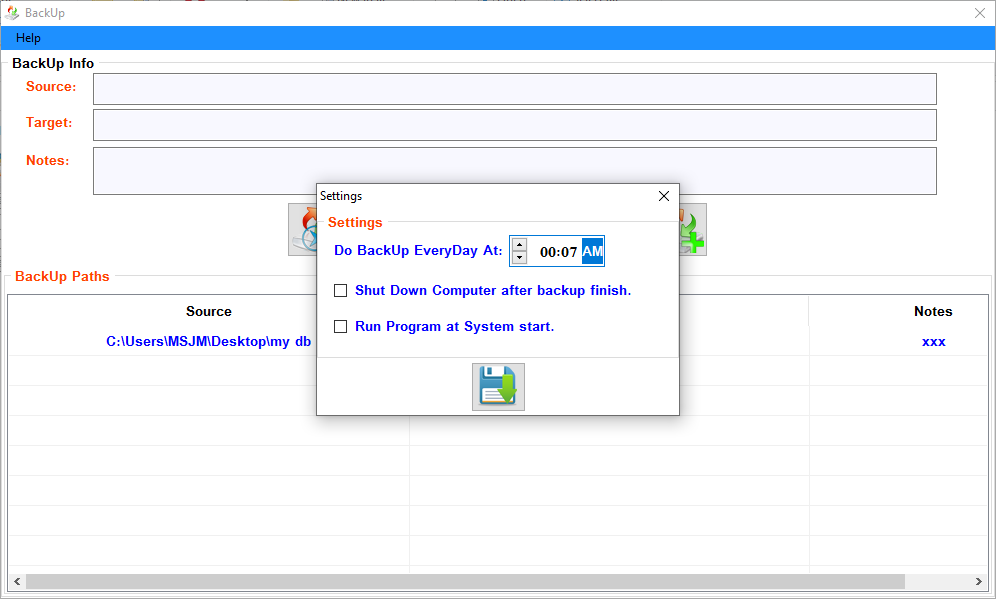 BackUp
Help
BackUp Info
Source:
Target:
Notes:
Settings
Settings
Do BackUp EveryDay At: 00:07 AM
Shut Down Computer after backup finish.
Run Program at System start.
BackUp Paths
Source Notes
C:\Users\MSJM\Desktop\my db xxx